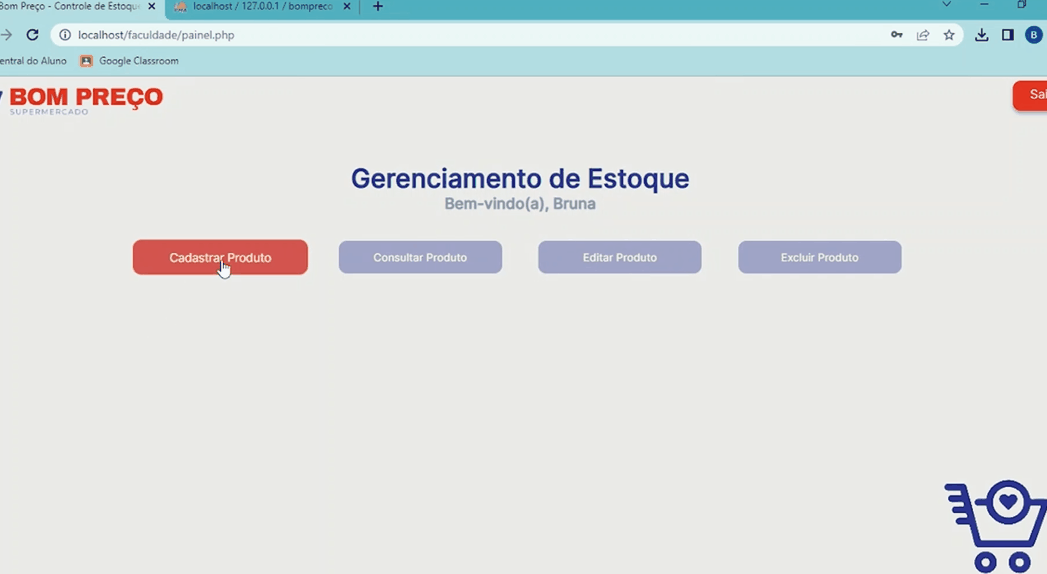 Bom Preço - Controle de Estoqu
localhost / 127.0.0.1 / bompreco
localhost/faculdade/painel.php
B
entral do Aluno
Google Classroom
BOM PREÇO
SUPERMERCADO
Sai
Gerenciamento de Estoque
Bem-vindo(a), Bruna
Cadastrar Produto
Consultar Produto
Editar Produto
Excluir Produto